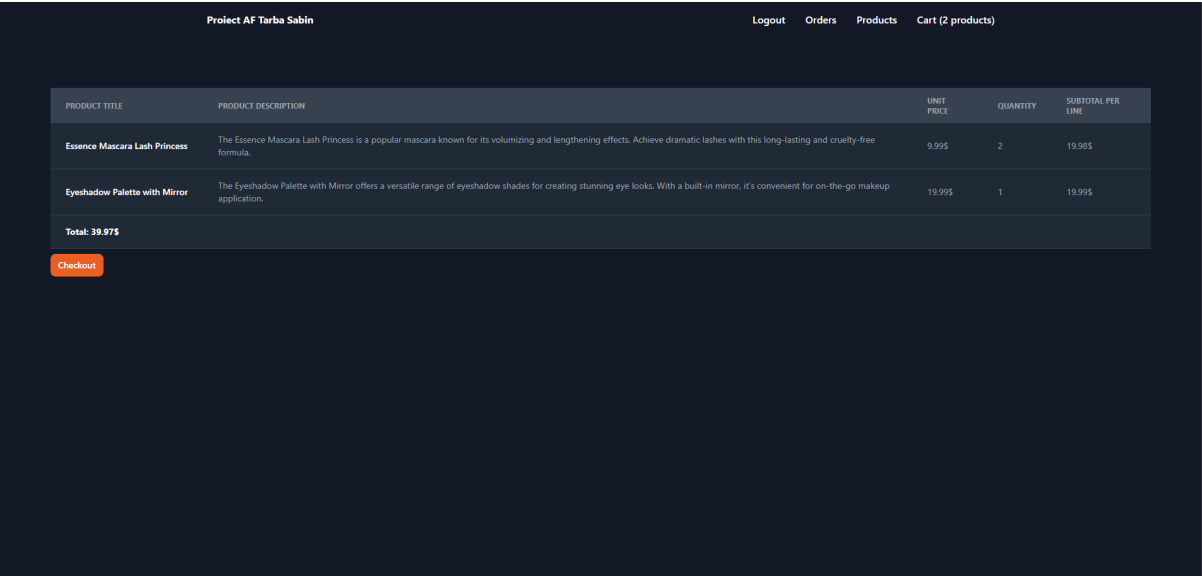 Proiect AF Tarba Sabin
Logout Orders Products Cart (2 products)
PRODUCT TITLE PRODUCT DESCRIPTION UNIT PRICE QUANTITY SUBTOTAL PER LINE
Essence Mascara Lash Princess
The Essence Mascara Lash Princess is a popular mascara known for its volumizing and lengthening effects. Achieve dramatic lashes with this long-lasting and cruelty-free
formula.
9.99$ 2 19.98$
Eyeshadow Palette with Mirror
The Eyeshadow Palette with Mirror offers a versatile range of eyeshadow shades for creating stunning eye looks. With a built-in mirror, it's convenient for on-the-go makeup
application.
19.99$ 1 19.99$
Total: 39.97$
Checkout